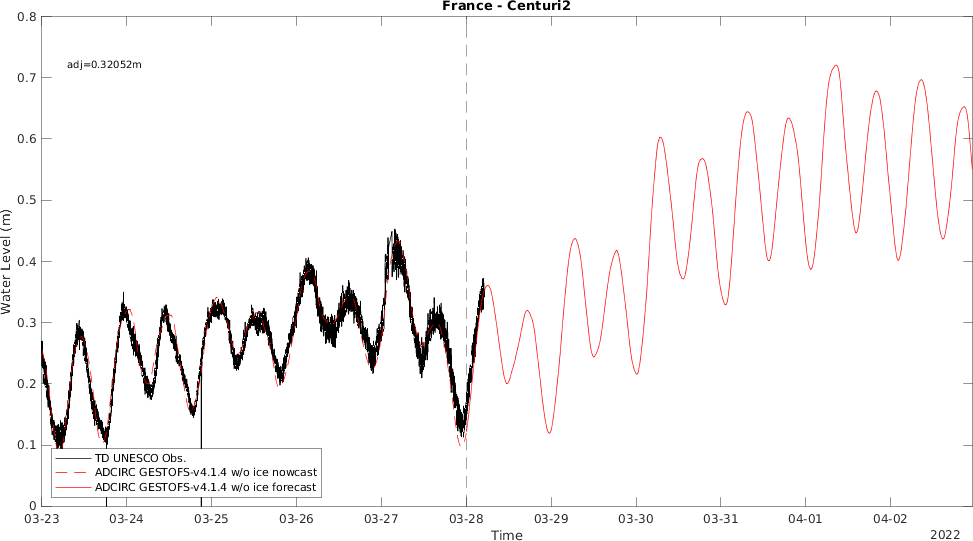 France - Centuri2
adj=0.32052m
Water Level (m)
0.8
0.7
0.6
0.5
0.4
0.3
0.2
0.1
0
TD UNESCO Obs.
ADCIRC GESTOFS-v4.1.4 w/o ice nowcast
ADCIRC GESTOFS-v4.1.4 w/o ice forecast
03-23 03-24 03-25 03-26 03-27 03-28 03-29 03-30 03-31 04-01 04-02
Time
2022